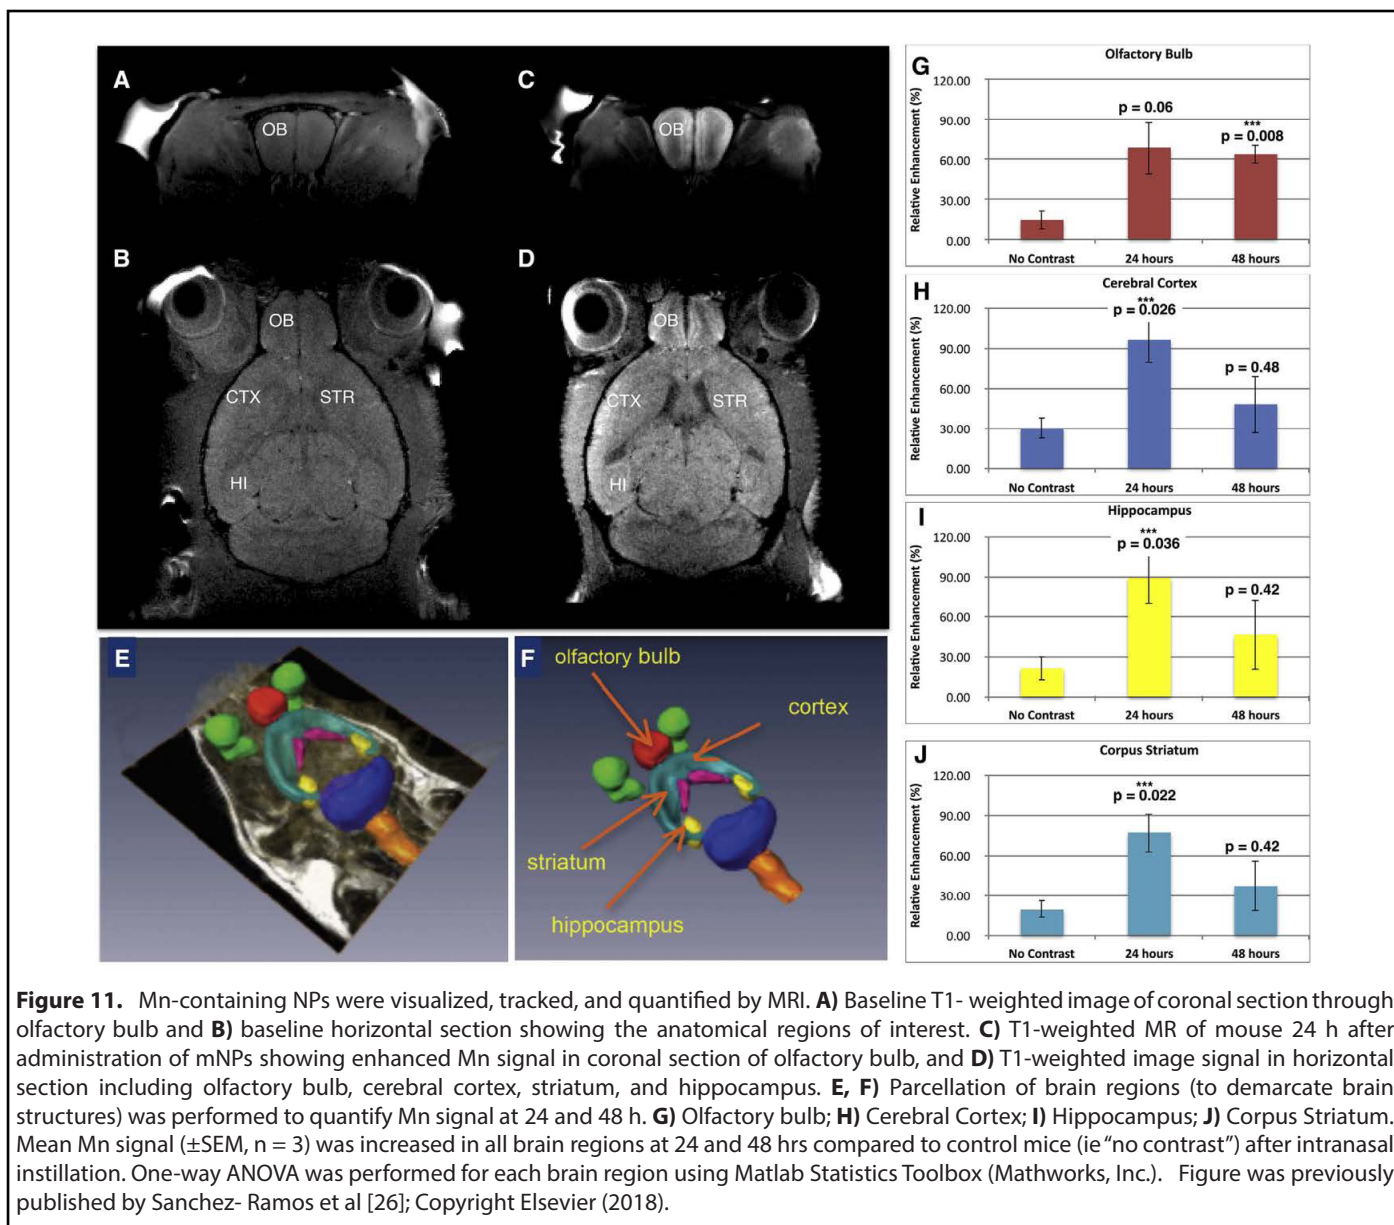 A
OB
C
OB
B
OB
CTX
STR
HI
D
OB
CTX
STR
HI
E
F
olfactory bulb
cortex
striatum
hippocampus
G
Olfactory Bulb
Relative Enhancement (%)
120.00
90.00
60.00
30.00
0.00
p = 0.06
***
p = 0.008
No Contrast
24 hours
48 hours
H
Cerebral Cortex
Relative Enhancement (%)
120.00
90.00
60.00
30.00
0.00
***
p = 0.026
p = 0.48
No Contrast
24 hours
48 hours
I
Hippocampus
Relative Enhancement (%)
120.00
90.00
60.00
30.00
0.00
***
p = 0.036
p = 0.42
No Contrast
24 hours
48 hours
J
Corpus Striatum
Relative Enhancement (%)
120.00
90.00
60.00
30.00
0.00
***
p = 0.022
p = 0.42
No Contrast
24 hours
48 hours
Figure 11. Mn-containing NPs were visualized, tracked, and quantified by MRI. A) Baseline T1- weighted image of coronal section through
olfactory bulb and B) baseline horizontal section showing the anatomical regions of interest. C) T1-weighted MR of mouse 24 h after
administration of mNPs showing enhanced Mn signal in coronal section of olfactory bulb, and D) T1-weighted image signal in horizontal
section including olfactory bulb, cerebral cortex, striatum, and hippocampus. E, F) Parcellation of brain regions (to demarcate brain
structures) was performed to quantify Mn signal at 24 and 48 h. G) Olfactory bulb; H) Cerebral Cortex; I) Hippocampus; J) Corpus Striatum.
Mean Mn signal (±SEM, n = 3) was increased in all brain regions at 24 and 48 hrs compared to control mice (ie “no contrast”) after intranasal
instillation. One-way ANOVA was performed for each brain region using Matlab Statistics Toolbox (Mathworks, Inc.). Figure was previously
published by Sanchez- Ramos et al [26]; Copyright Elsevier (2018).